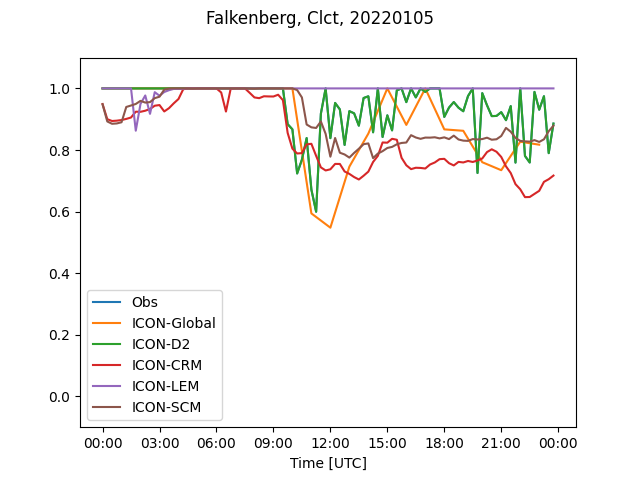 Falkenberg, Clct, 20220105
1.0
0.8
0.6
0.4
0.2
0.0
Obs
ICON-Global
ICON-D2
ICON-CRM
ICON-LEM
ICON-SCM
00:00 03:00 06:00 09:00 12:00 15:00 18:00 21:00 00:00
Time [UTC]